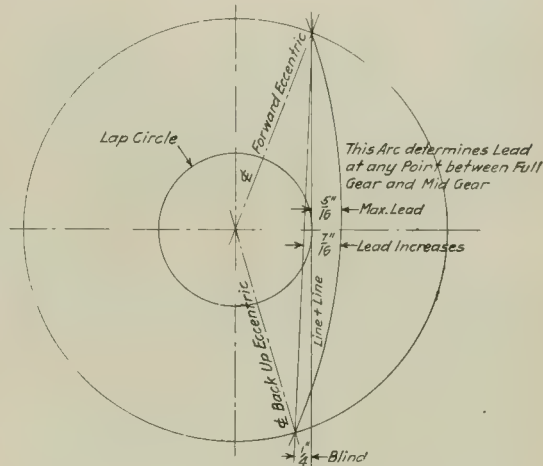 ℄ Forward Eccentric
Lap Circle
This Arc determines Lead
at any Point between Full
Gear and Mid Gear
5"/16 Max. Lead
7"/16 Lead Increases
Line + Line
℄ Back Up Eccentric
1"/4 Blind